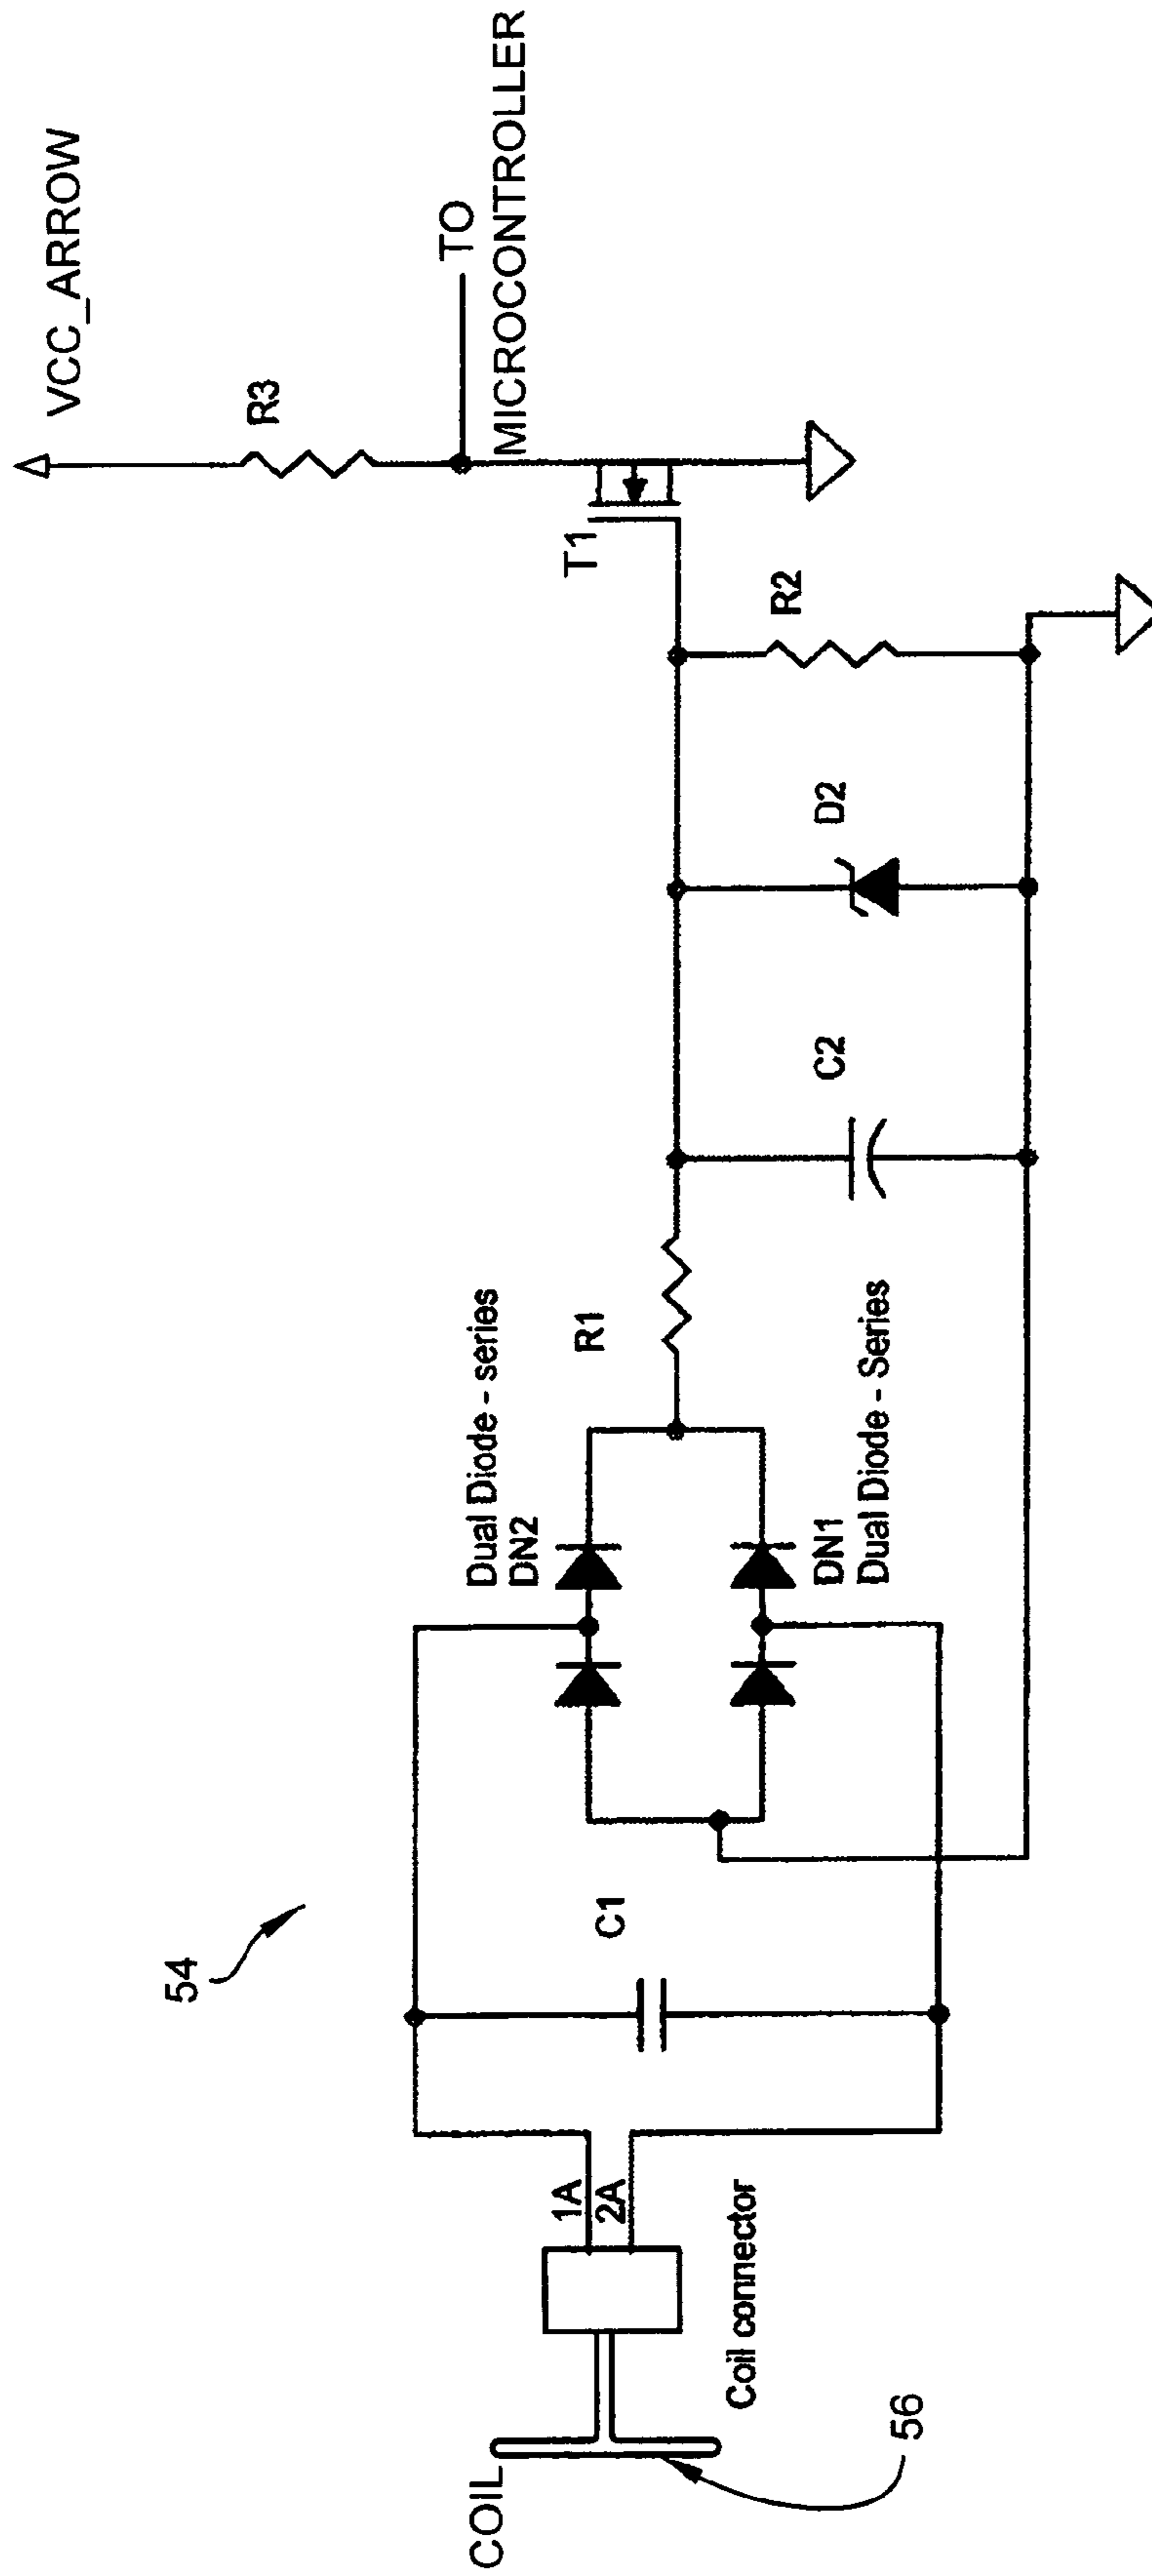 COIL
56
Coil connector
1A
2A
54
C1
Dual Diode - series
DN2
DN1
Dual Diode - Series
R1
C2
D2
R2
T1
R3
VCC_ARROW
TO
MICROCONTROLLER